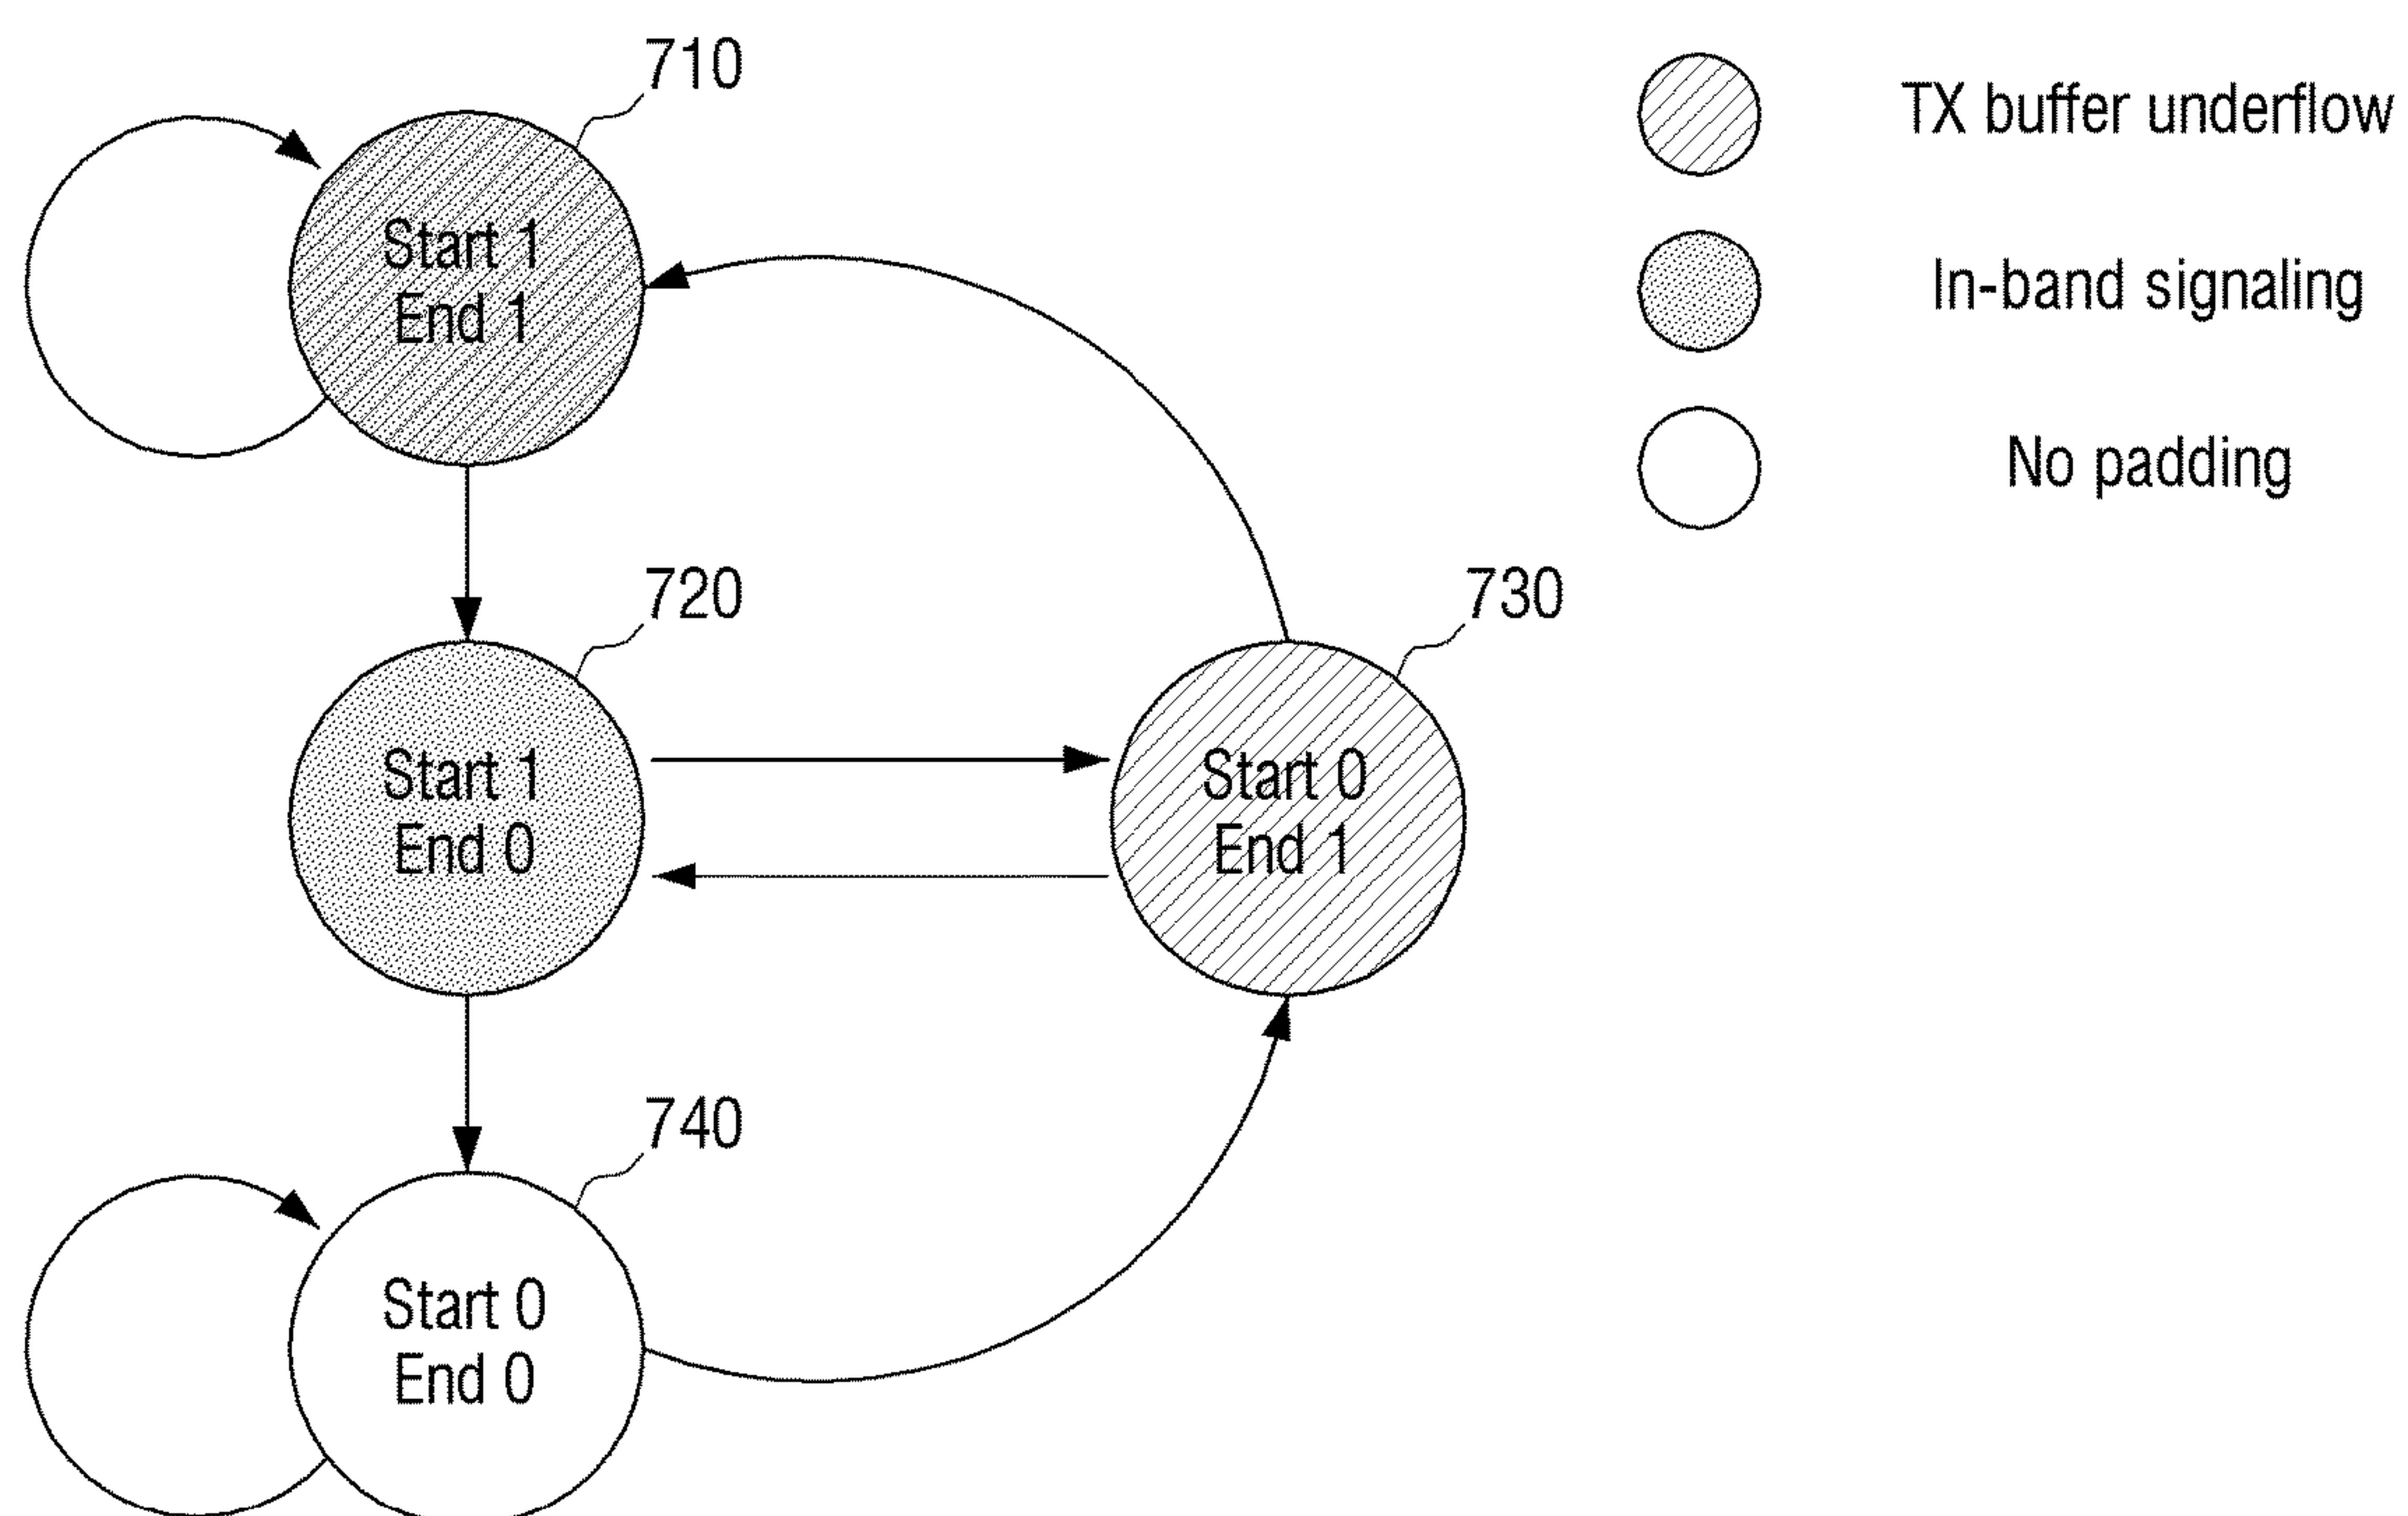 710
Start 1
End 1
720
Start 1
End 0
730
Start 0
End 1
740
Start 0
End 0
TX buffer underflow
In-band signaling
No padding